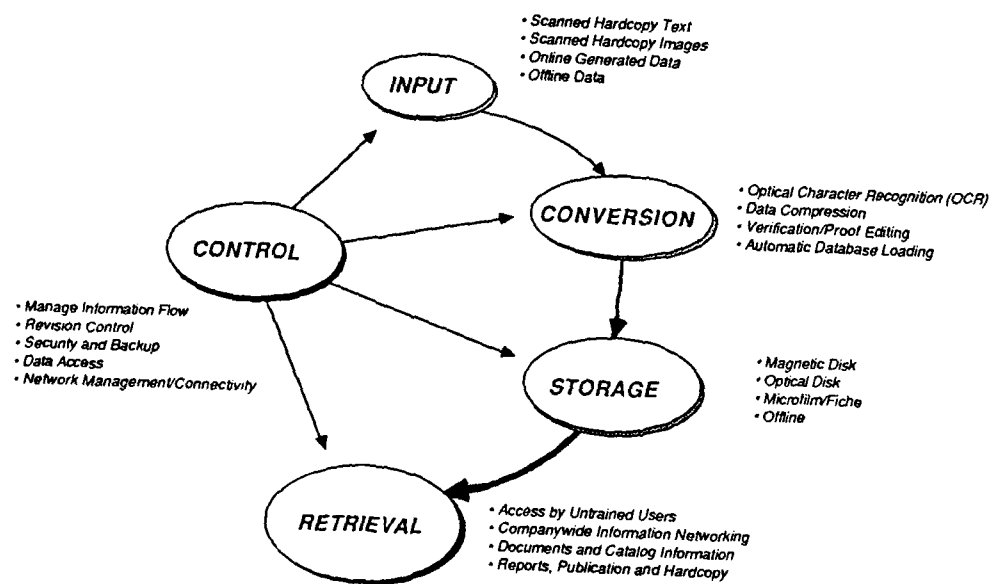 • Scanned Hardcopy Text
• Scanned Hardcopy Images
• Online Generated Data
• Offline Data
INPUT
CONVERSION
• Optical Character Recognition (OCR)
• Data Compression
• Verification/Proof Editing
• Automatic Database Loading
CONTROL
• Manage Information Flow
• Revision Control
• Security and Backup
• Data Access
• Network Management/Connectivity
STORAGE
• Magnetic Disk
• Optical Disk
• Microfilm/Fiche
• Offline
RETRIEVAL
• Access by Untrained Users
• Companywide Information Networking
• Documents and Catalog Information
• Reports, Publication and Hardcopy